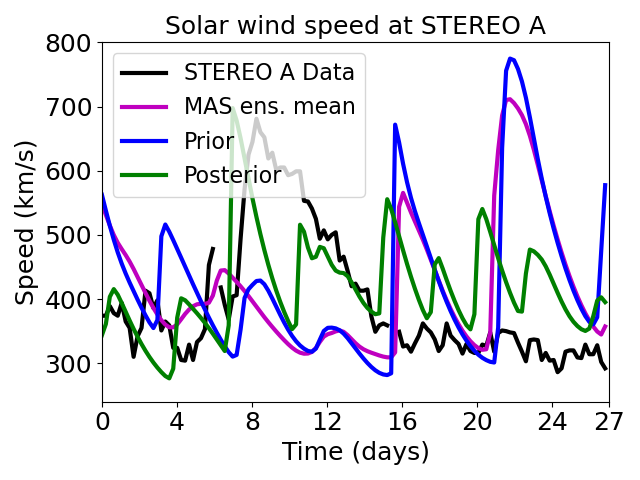 Solar wind speed at STEREO A
800
700
600
500
400
300
Speed (km/s)
STEREO A Data
MAS ens. mean
Prior
Posterior
0 4 8 12 16 20 24 27
Time (days)